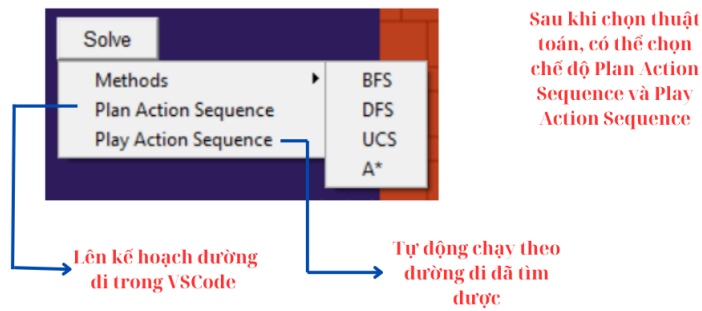 Solve
Methods
Plan Action Sequence
Play Action Sequence
BFS
DFS
UCS
A*
Sau khi chọn thuật
toán, có thể chọn
chế độ Plan Action
Sequence và Play
Action Sequence
Lên kế hoạch đường
đi trong VSCode
Tự động chạy theo
đường đi đã tìm
được